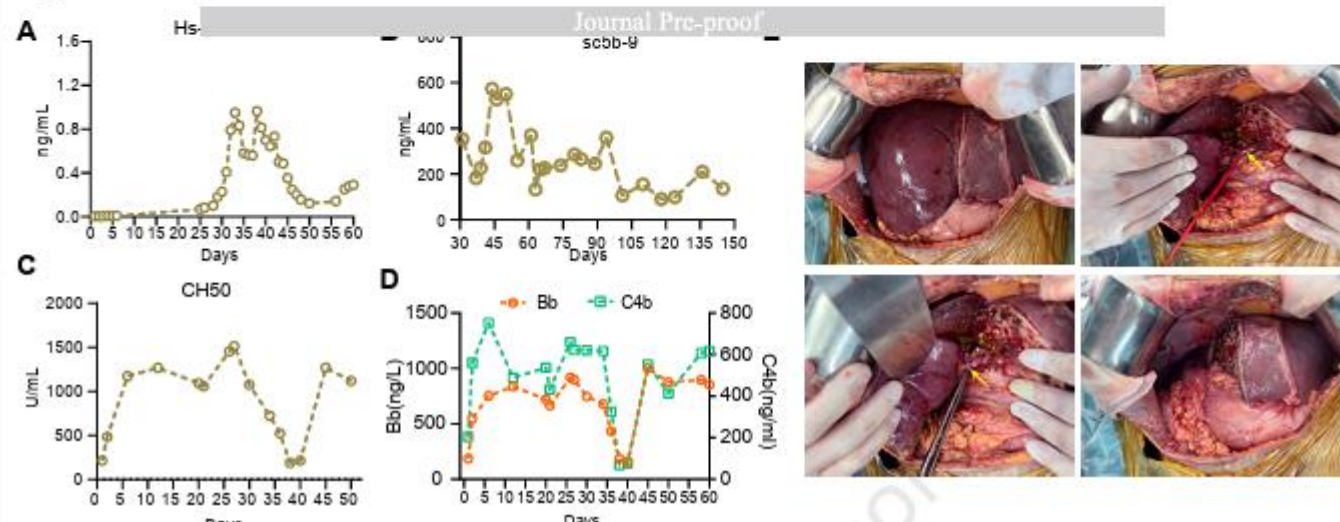 Journal Pre-proof
A
Hs-
1.6
1.2
0.8
0.4
0.0
ng/mL
0 5 10 15 20 25 30 35 40 45 50 55 60
Days
sc5b-9
600
400
200
0
ng/mL
30 45 60 75 90 105 120 135 150
Days
C
CH50
2000
1500
1000
500
0
U/mL
0 5 10 15 20 25 30 35 40 45 50
Days
D
Bb C4b
1500
1000
500
0
Bb(ng/L)
800
600
400
200
0
C4b(ng/ml)
0 5 10 15 20 25 30 35 40 45 50 55 60
Days